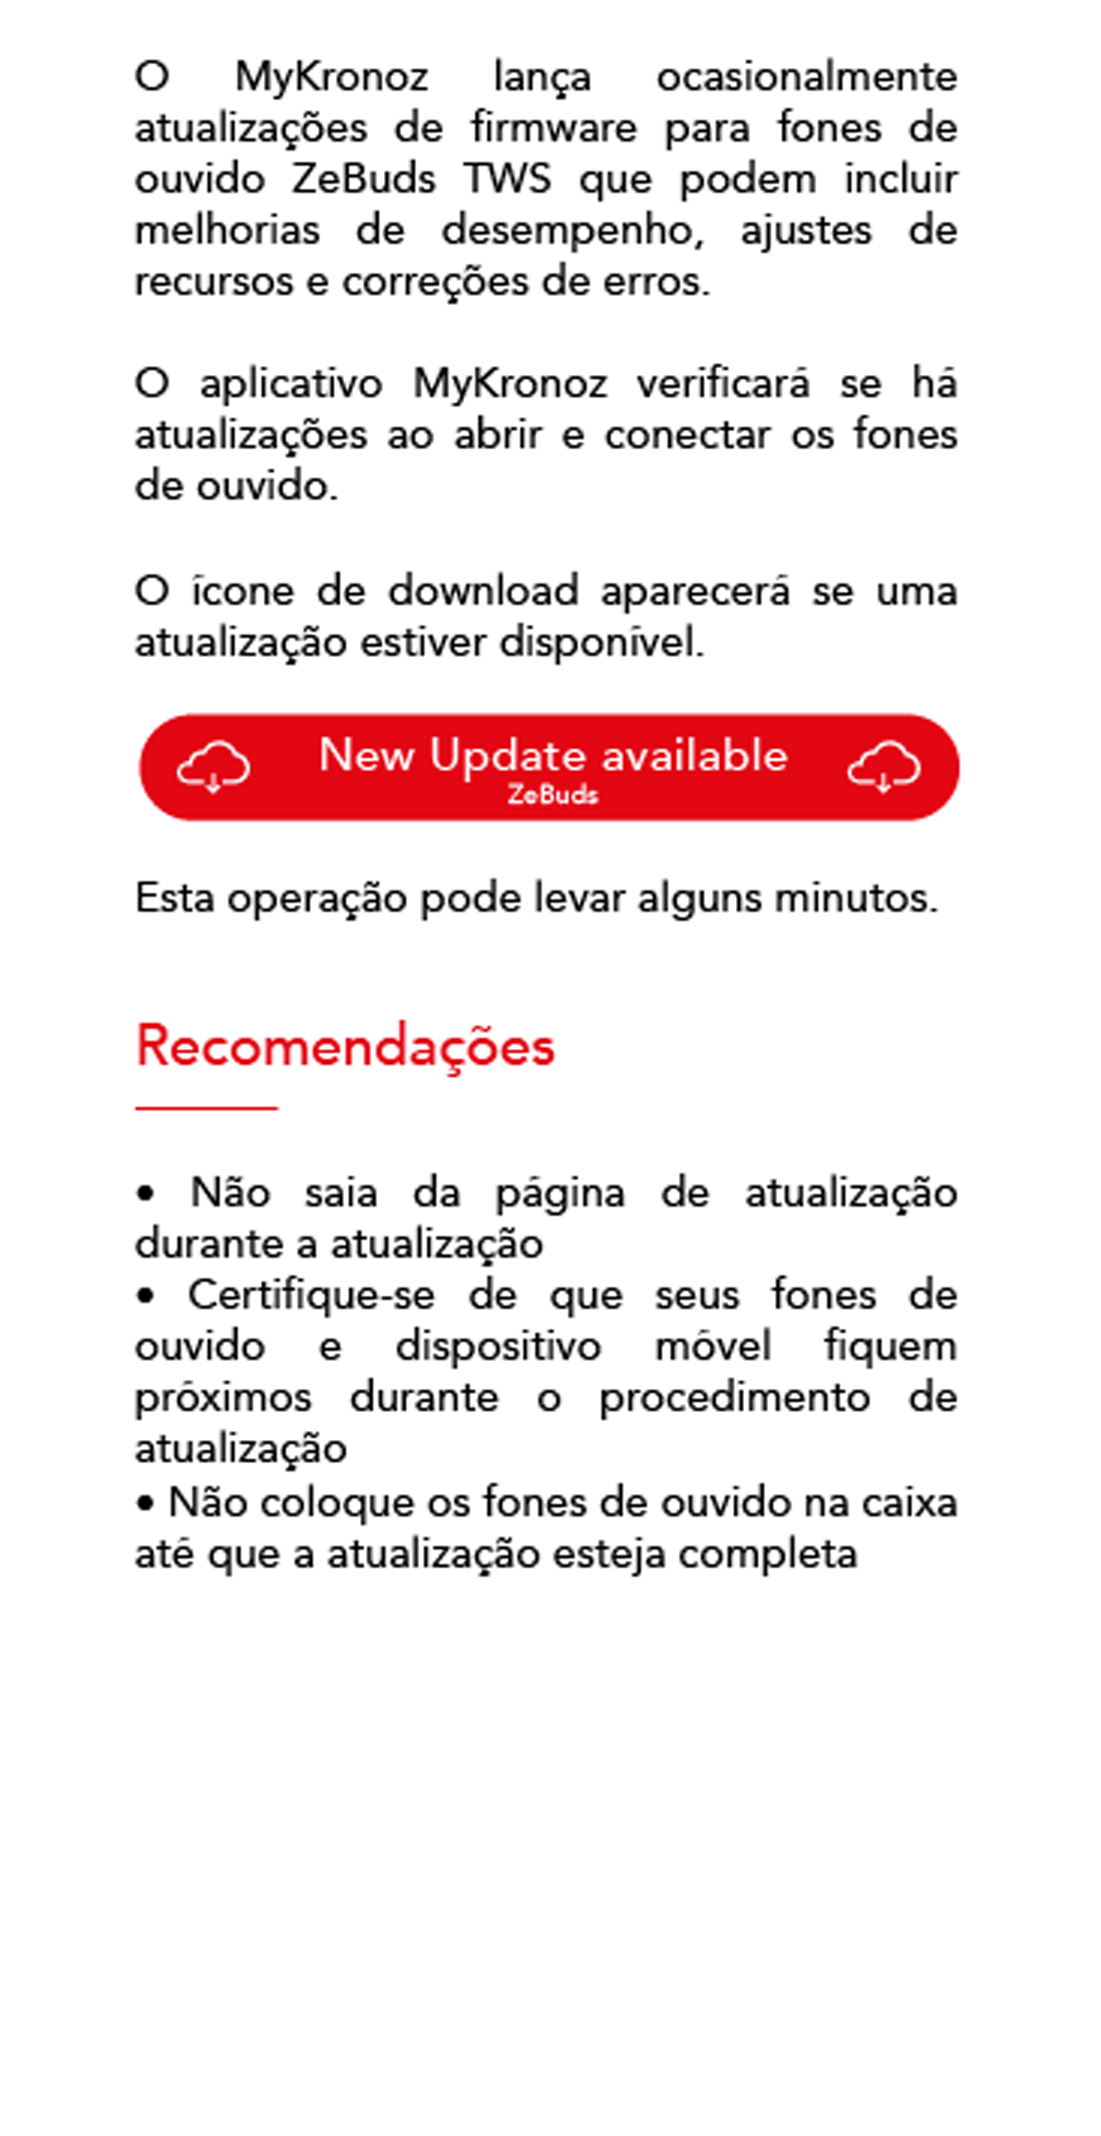 O MyKronoz lança ocasionalmente
atualizações de firmware para fones de
ouvido ZeBuds TWS que podem incluir
melhorias de desempenho, ajustes de
recursos e correções de erros.
O aplicativo MyKronoz verificará se há
atualizações ao abrir e conectar os fones
de ouvido.
O ícone de download aparecerá se uma
atualização estiver disponível.
New Update available
ZeBuds
Esta operação pode levar alguns minutos.
Recomendações
• Não saia da página de atualização
durante a atualização
• Certifique-se de que seus fones de
ouvido e dispositivo móvel fiquem
próximos durante o procedimento de
atualização
• Não coloque os fones de ouvido na caixa
até que a atualização esteja completa